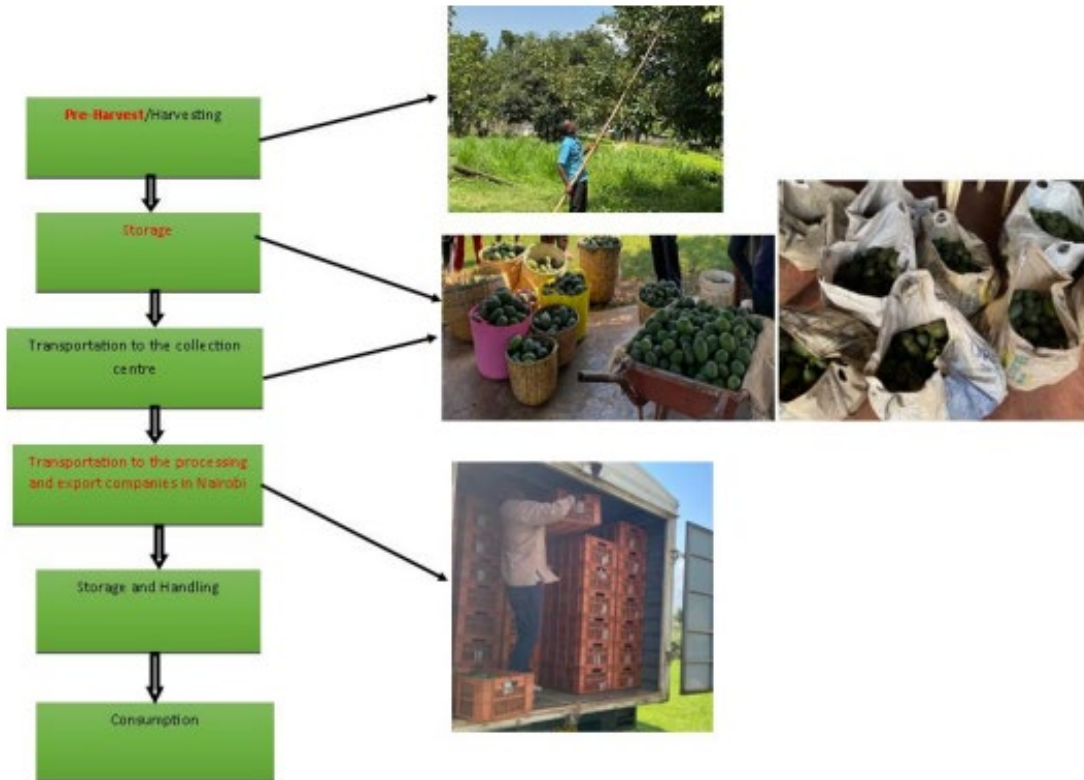 Pre-Harvest/Harvesting
Storage
Transportation to the collection
centre
Transportation to the processing
and export companies in Nairobi
Storage and Handling
Consumption